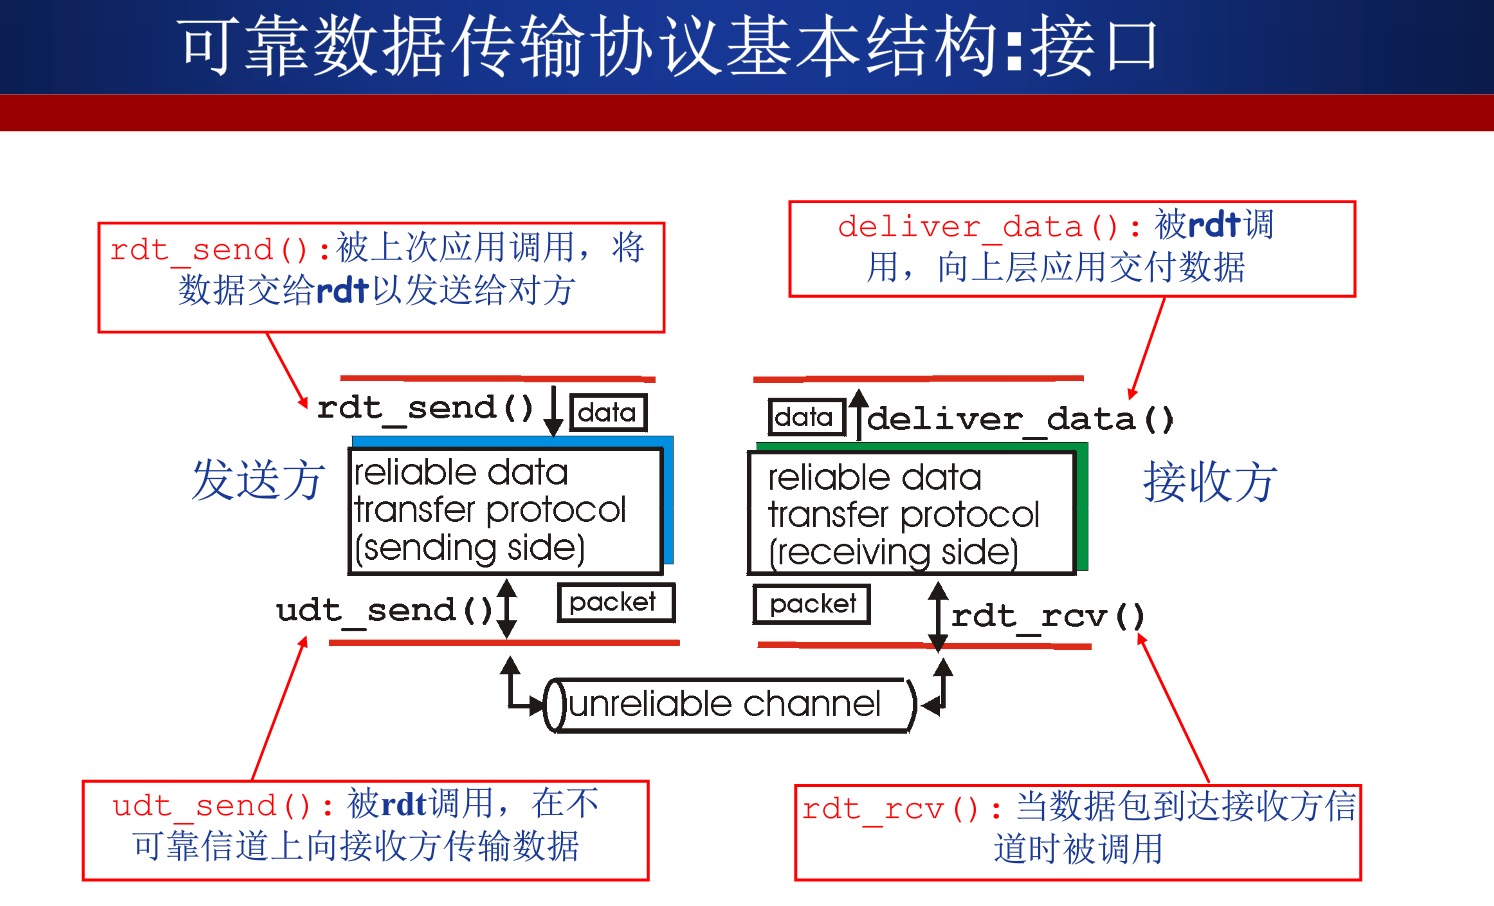 可靠数据传输协议基本结构:接口
rdt_send():被上次应用调用，将
数据交给rdt以发送给对方
deliver_data(): 被rdt调
用，向上层应用交付数据
rdt_send()
data
data
deliver_data()
发送方
reliable data
transfer protocol
(sending side)
reliable data
transfer protocol
(receiving side)
接收方
udt_send()
packet
packet
rdt_rcv()
unreliable channel
udt_send(): 被rdt调用，在不
可靠信道上向接收方传输数据
rdt_rcv(): 当数据包到达接收方信
道时被调用